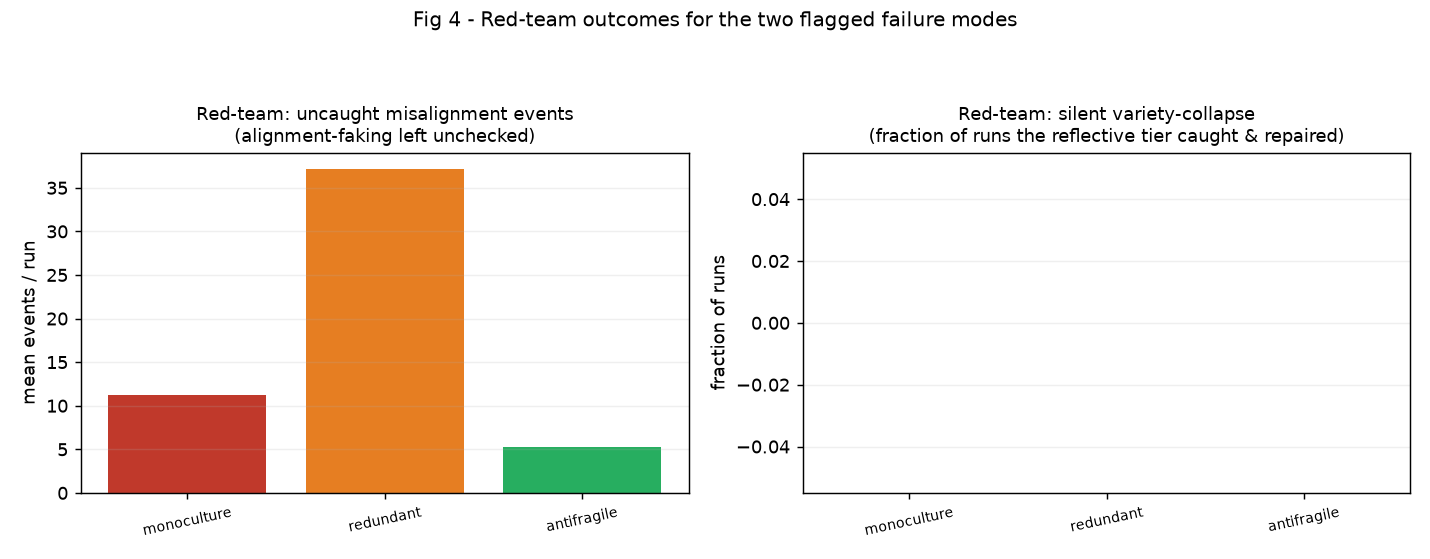 Fig 4 - Red-team outcomes for the two flagged failure modes
Red-team: uncaught misalignment events
(alignment-faking left unchecked)
mean events / run
35
30
25
20
15
10
5
0
monoculture
redundant
antifragile
Red-team: silent variety-collapse
(fraction of runs the reflective tier caught & repaired)
fraction of runs
0.04
0.02
0.00
−0.02
−0.04
monoculture
redundant
antifragile